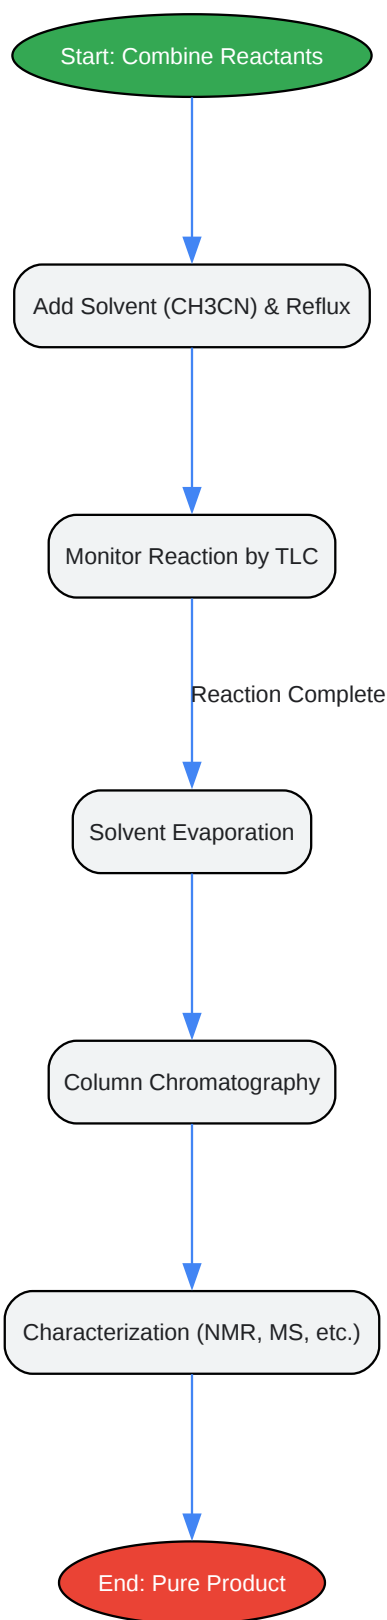 Start: Combine Reactants
Add Solvent (CH3CN) & Reflux
Monitor Reaction by TLC
Reaction Complete
Solvent Evaporation
Column Chromatography
Characterization (NMR, MS, etc.)
End: Pure Product